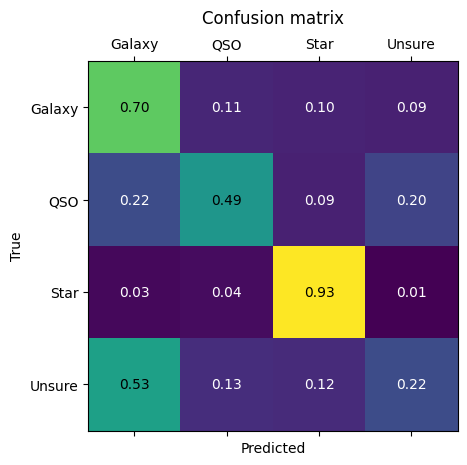 Confusion matrix
Galaxy QSO Star Unsure
Galaxy 0.70 0.11 0.10 0.09
QSO 0.22 0.49 0.09 0.20
Star 0.03 0.04 0.93 0.01
Unsure 0.53 0.13 0.12 0.22
True
Predicted